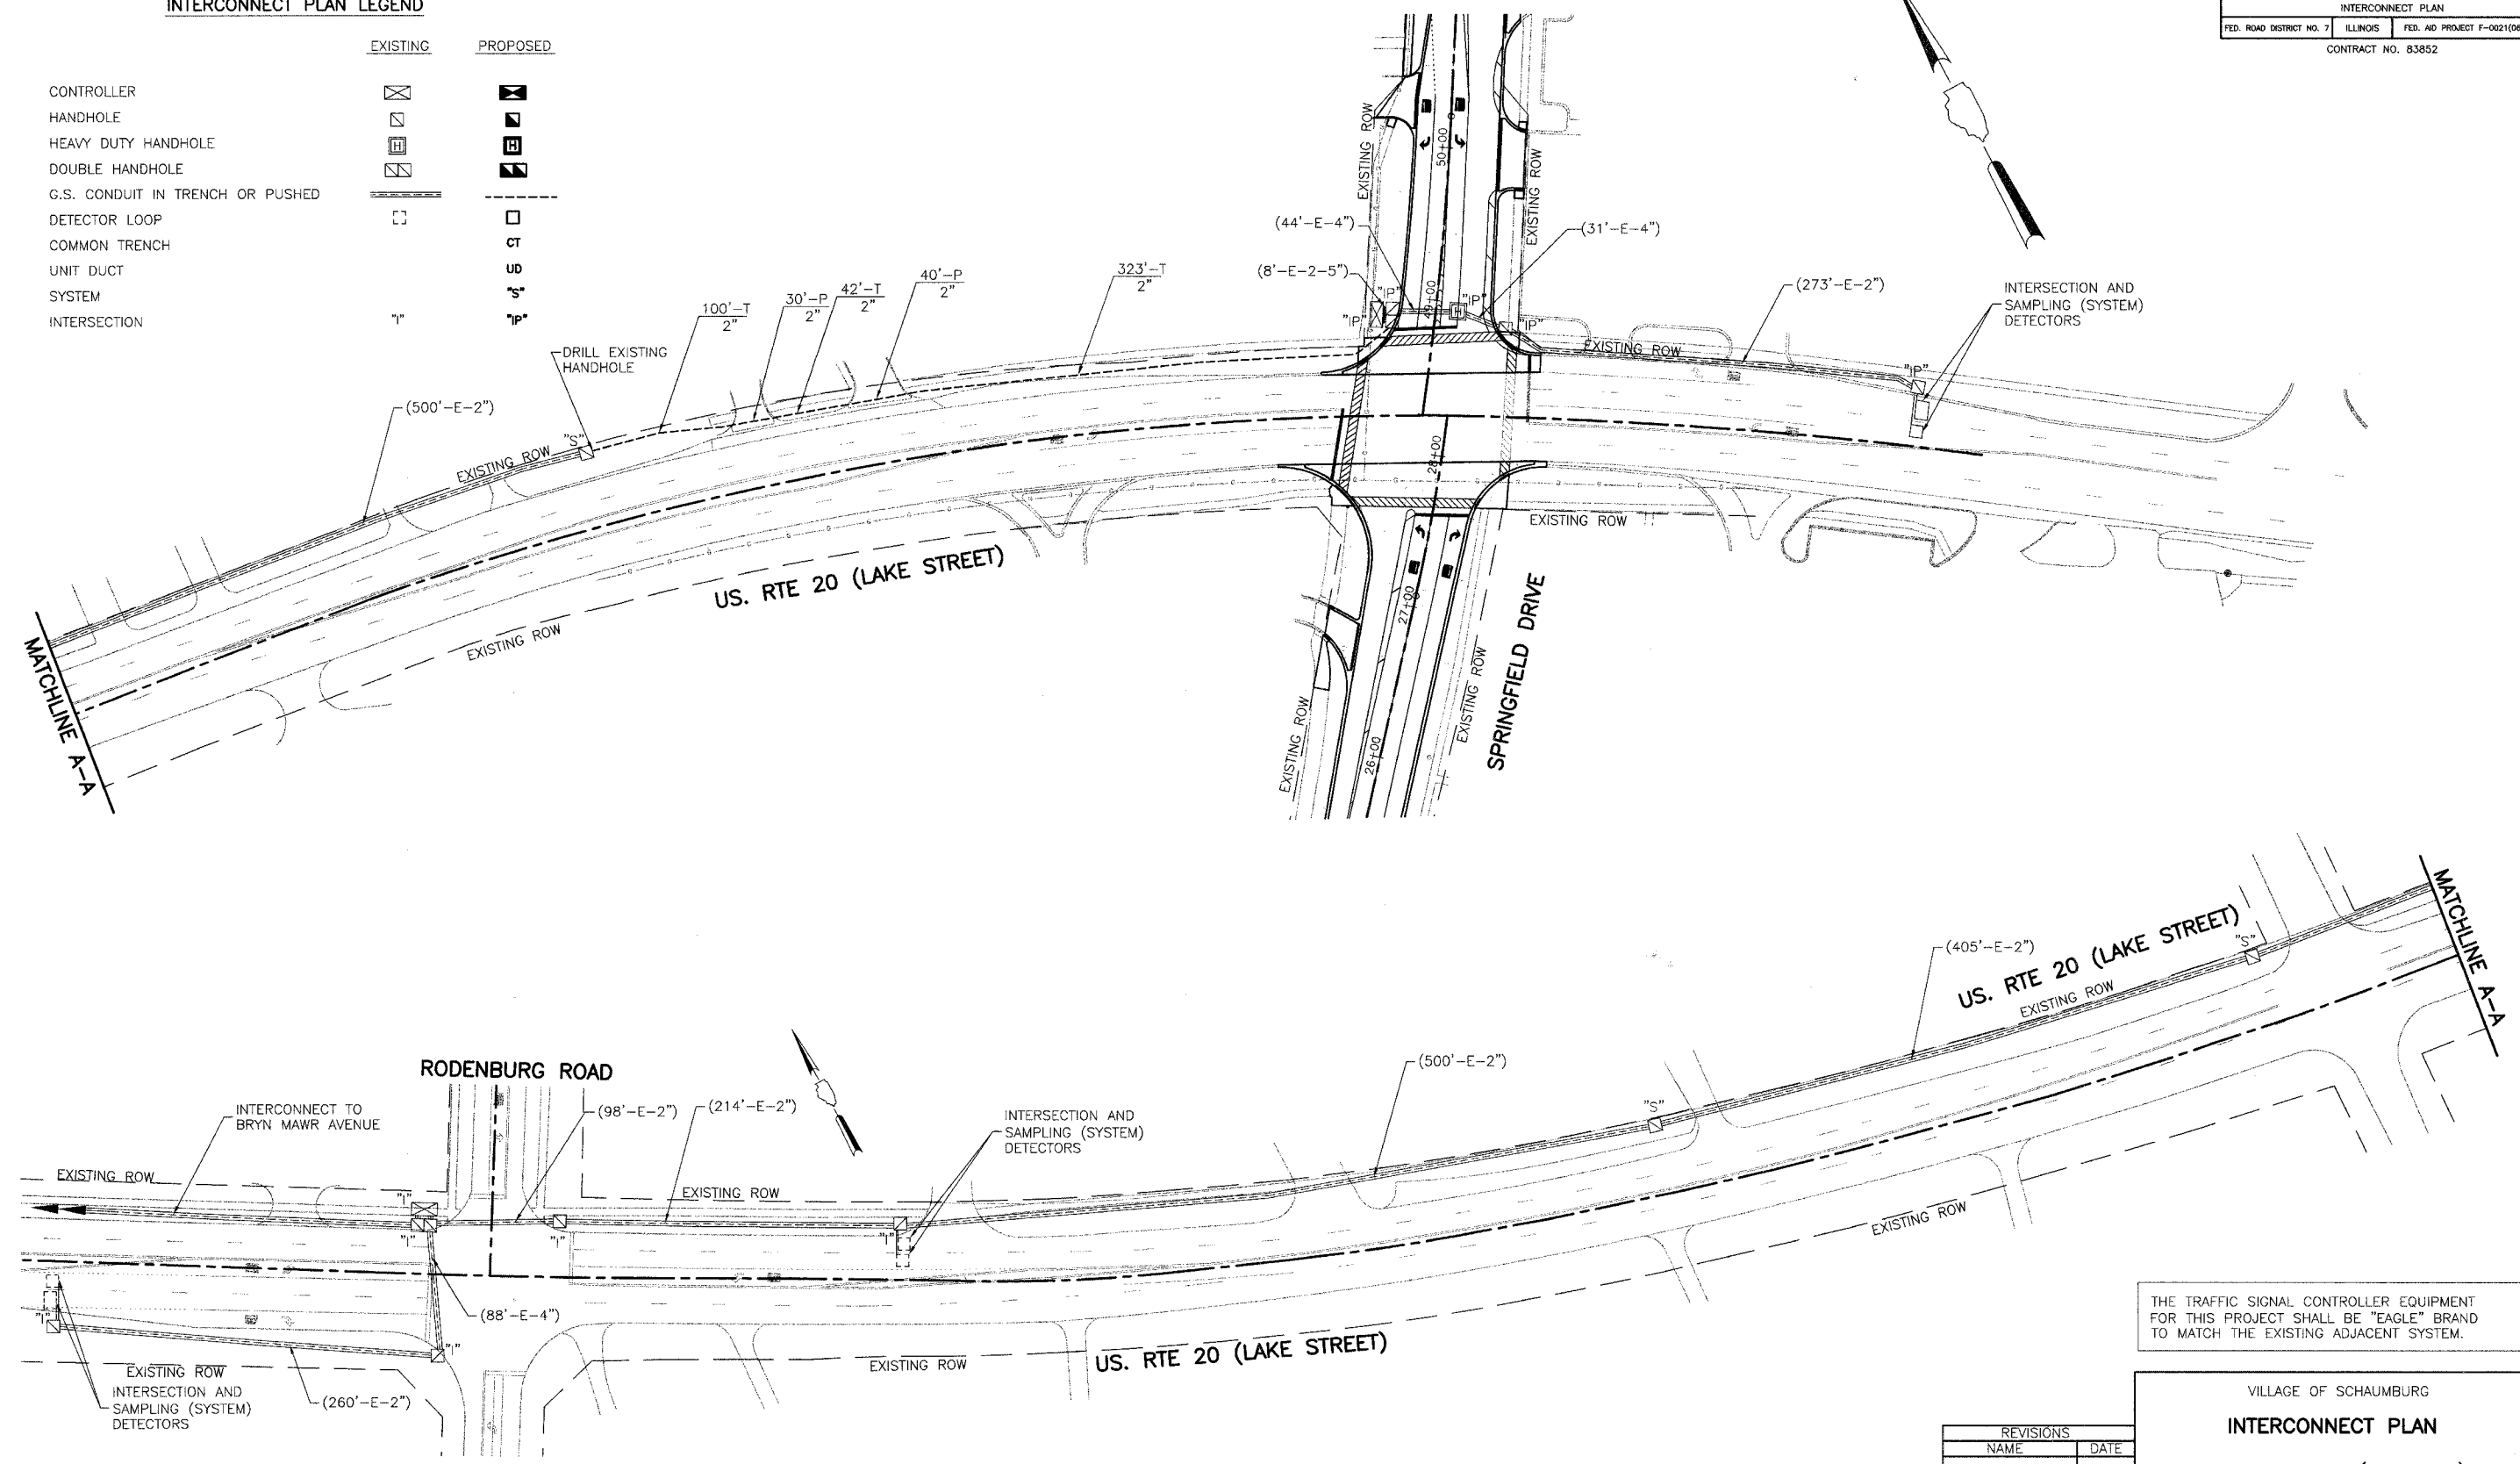 INTERCONNECT PLAN LEGEND
EXISTING PROPOSED
CONTROLLER
HANDHOLE
HEAVY DUTY HANDHOLE
H H
DOUBLE HANDHOLE
G.S. CONDUIT IN TRENCH OR PUSHED
DETECTOR LOOP
COMMON TRENCH CT
UNIT DUCT UD
SYSTEM "S"
INTERSECTION "I" "IP"
INTERCONNECT PLAN
FED. ROAD DISTRICT NO. 7 ILLINOIS FED. AID PROJECT F-0021(08
CONTRACT NO. 83852
EXISTING ROW
50+00
EXISTING ROW
(44'-E-4")
(31'-E-4")
(8'-E-2-5")
"IP"
"IP"
"IP"
"IP"
H
49+00
(273'-E-2")
INTERSECTION AND
SAMPLING (SYSTEM)
DETECTORS
EXISTING ROW
"IP"
100'-T
2"
30'-P
2"
42'-T
2"
40'-P
2"
323'-T
2"
DRILL EXISTING
HANDHOLE
(500'-E-2")
"S"
EXISTING ROW
28+00
EXISTING ROW
US. RTE 20 (LAKE STREET)
EXISTING ROW
27+00
26+00
EXISTING ROW
EXISTING ROW
SPRINGFIELD DRIVE
MATCHLINE A-A
MATCHLINE A-A
US. RTE 20 (LAKE STREET)
"S"
(405'-E-2")
EXISTING ROW
"S"
(500'-E-2")
RODENBURG ROAD
INTERCONNECT TO
BRYN MAWR AVENUE
(98'-E-2")
(214'-E-2")
INTERSECTION AND
SAMPLING (SYSTEM)
DETECTORS
EXISTING ROW
EXISTING ROW
"I"
"I"
"I"
"I"
EXISTING ROW
(88'-E-4")
"I"
"I"
EXISTING ROW
INTERSECTION AND
SAMPLING (SYSTEM)
DETECTORS
(260'-E-2")
EXISTING ROW
US. RTE 20 (LAKE STREET)
THE TRAFFIC SIGNAL CONTROLLER EQUIPMENT
FOR THIS PROJECT SHALL BE "EAGLE" BRAND
TO MATCH THE EXISTING ADJACENT SYSTEM.
VILLAGE OF SCHAUMBURG
INTERCONNECT PLAN
REVISIONS
NAME DATE